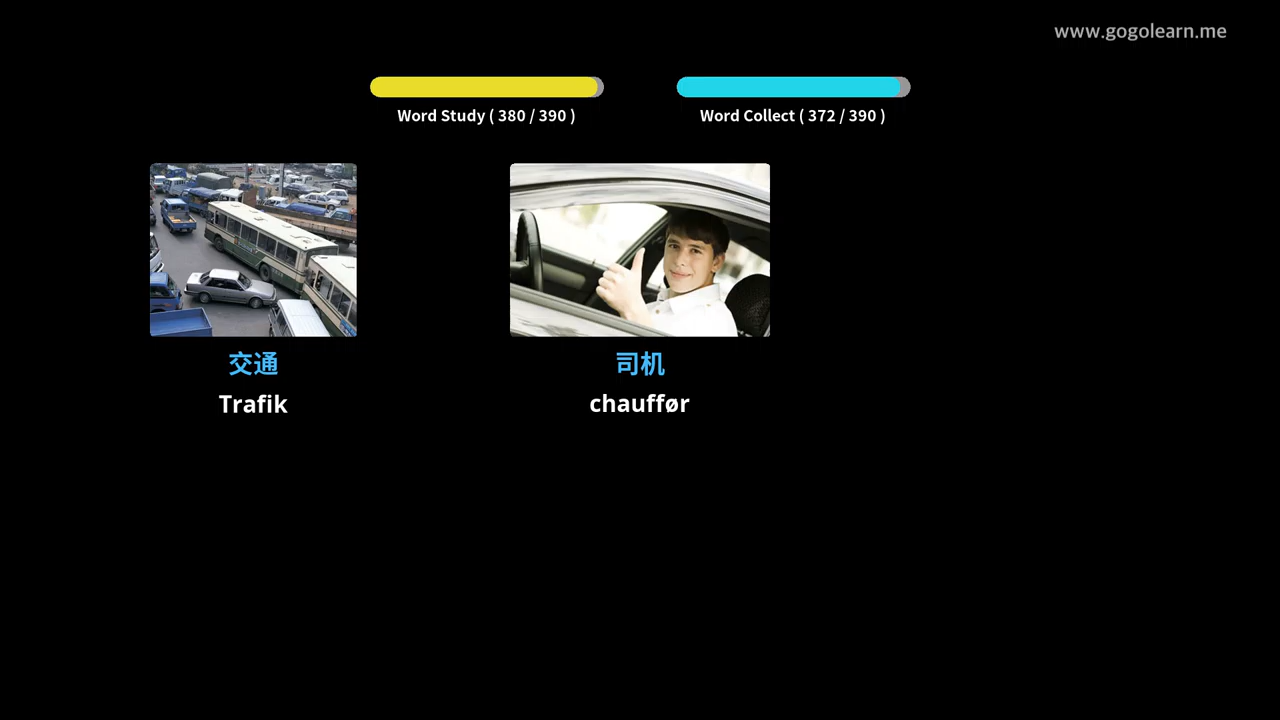 www.gogolearn.me
Word Study ( 380 / 390 )
Word Collect ( 372 / 390 )
交通
司机
Trafik
chauffør